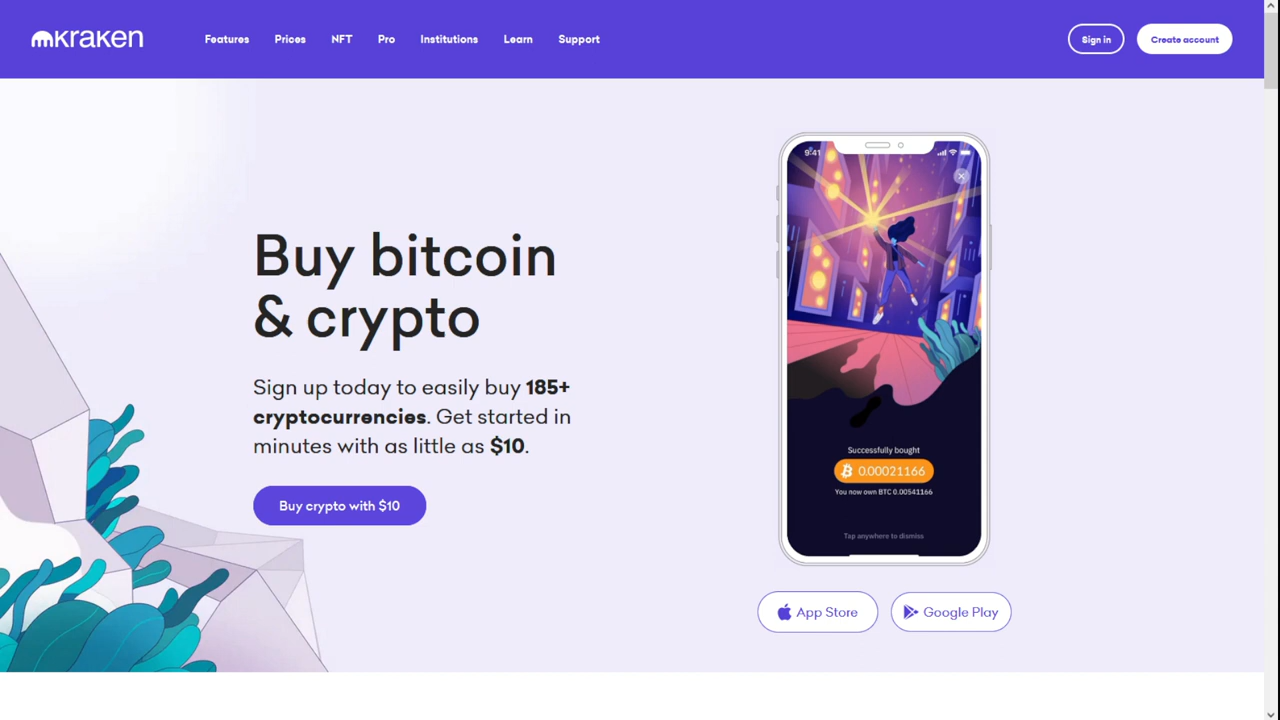 kraken
Features
Prices
NFT
Pro
Institutions
Learn
Support
Sign in
Create account
Buy bitcoin
& crypto
Sign up today to easily buy 185+
cryptocurrencies. Get started in
minutes with as little as $10.
Buy crypto with $10
9:41
Successfully bought
0.00021166
You now own BTC 0.00541166
Tap anywhere to dismiss
App Store
Google Play